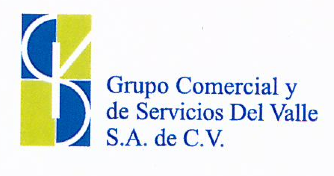 Grupo Comercial y
de Servicios Del Valle
S.A. de C.V.